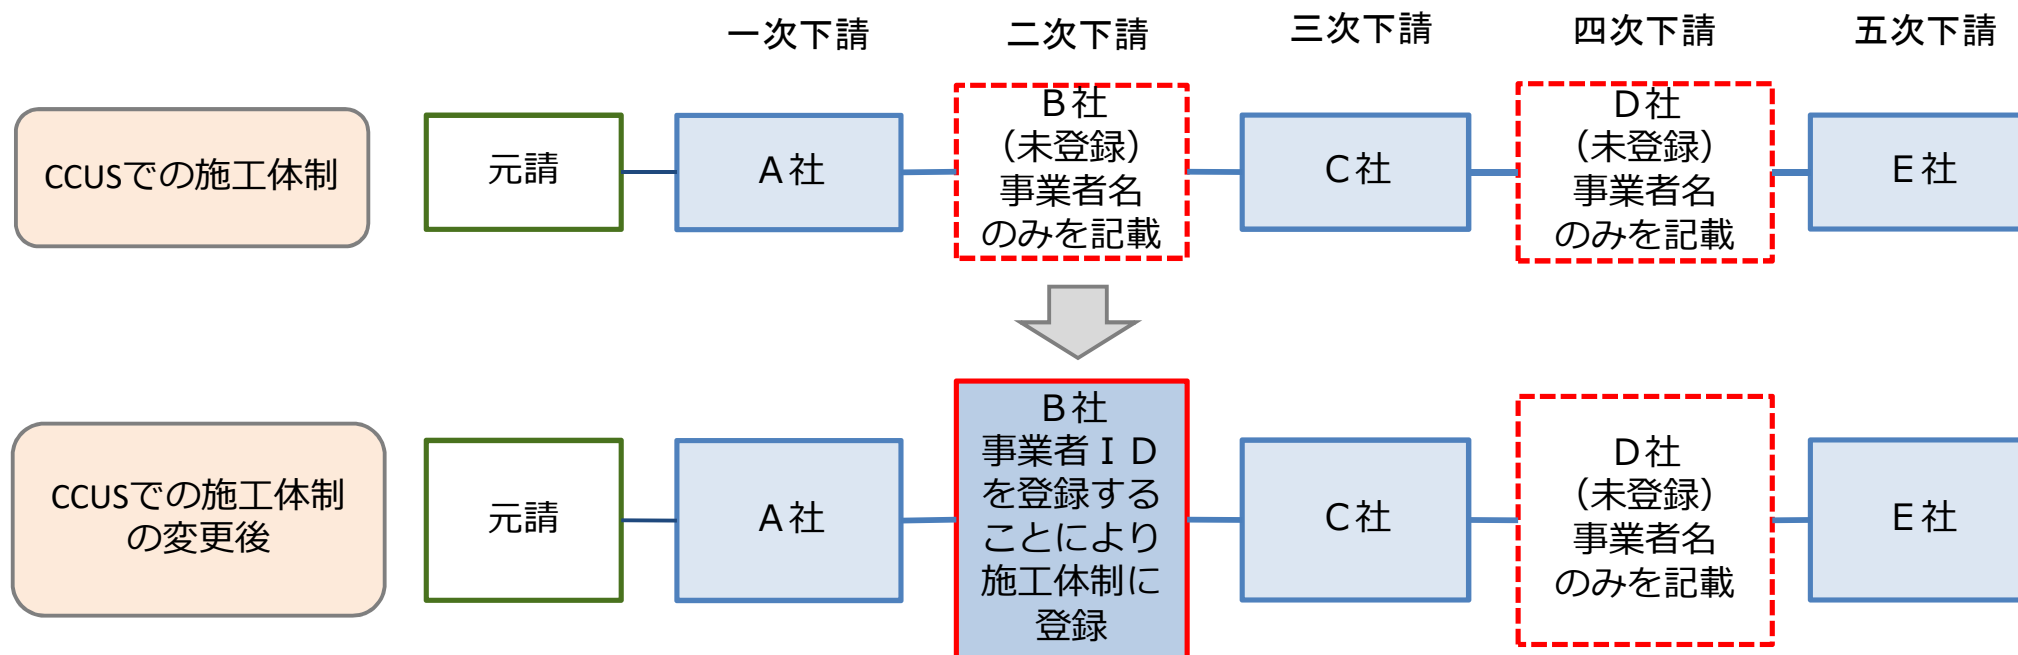 一次下請
二次下請
三次下請
四次下請
五次下請
CCUSでの施工体制
元請
A社
B社
（未登録）
事業者名
のみを記載
C社
D社
（未登録）
事業者名
のみを記載
E社
CCUSでの施工体制
の変更後
元請
A社
B社
事業者ＩＤ
を登録する
ことにより
施工体制に
登録
C社
D社
（未登録）
事業者名
のみを記載
E社